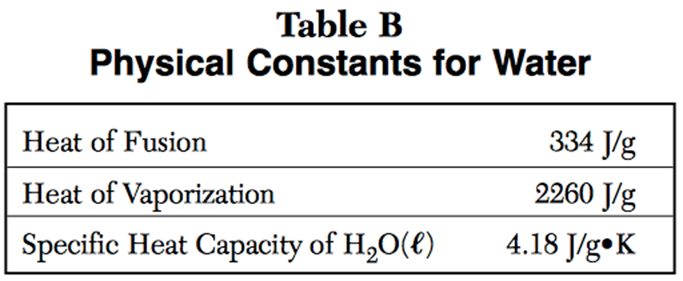 Table B
Physical Constants for Water
Heat of Fusion 334 J/g
Heat of Vaporization 2260 J/g
Specific Heat Capacity of H₂O(ℓ) 4.18 J/g•K